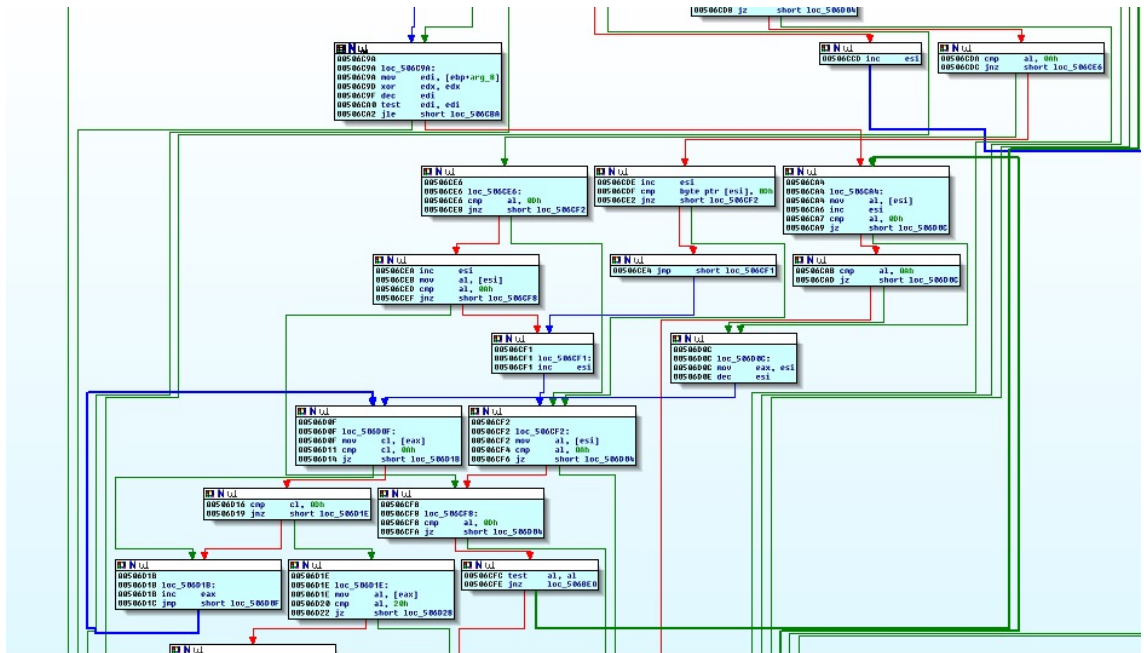 00506CD8 jz short loc_506D04
00506C9A
00506C9A loc_506C9A:
00506C9A mov edi, [ebp+arg_8]
00506C9D xor edx, edx
00506C9F dec edi
00506CA0 test edi, edi
00506CA2 jle short loc_506CBA
00506CCD inc esi
00506CDA cmp al, 0Ah
00506CDC jnz short loc_506CE6
00506CE6
00506CE6 loc_506CE6:
00506CE6 cmp al, 0Dh
00506CE8 jnz short loc_506CF2
00506CDE inc esi
00506CDF cmp byte ptr [esi], 0Dh
00506CE2 jnz short loc_506CF2
00506CA4
00506CA4 loc_506CA4:
00506CA4 mov al, [esi]
00506CA6 inc esi
00506CA7 cmp al, 0Dh
00506CA9 jz short loc_506D0C
00506CEA inc esi
00506CEB mov al, [esi]
00506CED cmp al, 0Ah
00506CEF jnz short loc_506CF8
00506CE4 jmp short loc_506CF1
00506CAB cmp al, 0Ah
00506CAD jz short loc_506D0C
00506CF1
00506CF1 loc_506CF1:
00506CF1 inc esi
00506D0C
00506D0C loc_506D0C:
00506D0C mov eax, esi
00506D0E dec esi
00506D0F
00506D0F loc_506D0F:
00506D0F mov cl, [eax]
00506D11 cmp cl, 0Ah
00506D14 jz short loc_506D1B
00506CF2
00506CF2 loc_506CF2:
00506CF2 mov al, [esi]
00506CF4 cmp al, 0Ah
00506CF6 jz short loc_506D04
00506D16 cmp cl, 0Dh
00506D19 jnz short loc_506D1E
00506CF8
00506CF8 loc_506CF8:
00506CF8 cmp al, 0Dh
00506CFA jz short loc_506D04
00506D1B
00506D1B loc_506D1B:
00506D1B inc eax
00506D1C jmp short loc_506D0F
00506D1E
00506D1E loc_506D1E:
00506D1E mov al, [eax]
00506D20 cmp al, 20h
00506D22 jz short loc_506D28
00506CFC test al, al
00506CFE jnz loc_506BE0